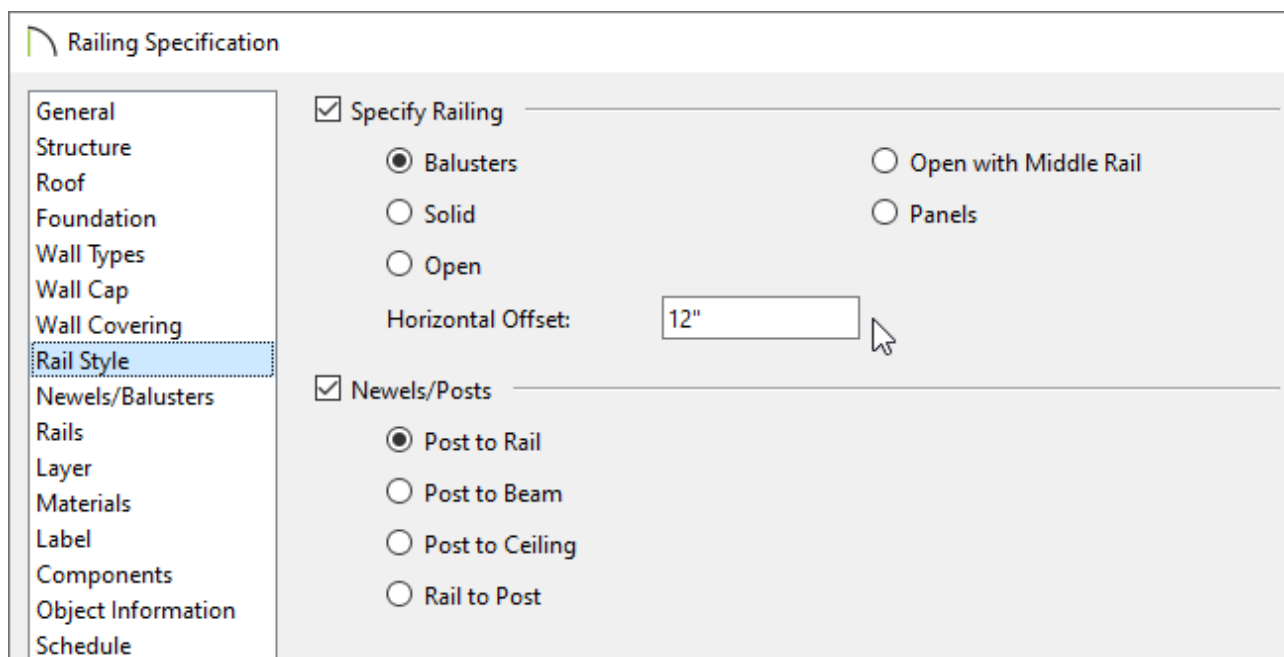 Railing Specification
General
Structure
Roof
Foundation
Wall Types
Wall Cap
Wall Covering
Rail Style
Newels/Balusters
Rails
Layer
Materials
Label
Components
Object Information
Schedule
Specify Railing
Balusters
Open with Middle Rail
Solid
Panels
Open
Horizontal Offset: 12"
Newels/Posts
Post to Rail
Post to Beam
Post to Ceiling
Rail to Post